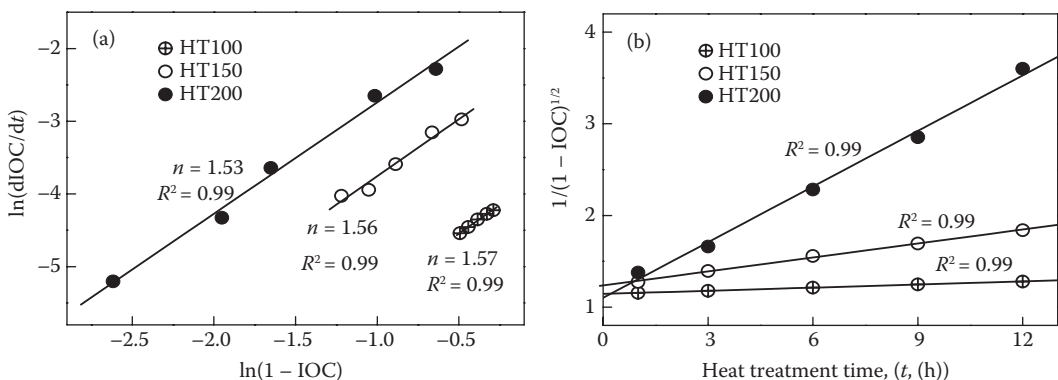 (a)
HT100
HT150
HT200
n = 1.53
R² = 0.99
n = 1.56
R² = 0.99
n = 1.57
R² = 0.99
−2
−3
−4
−5
ln(dIOC/dt)
−2.5 −2.0 −1.5 −1.0 −0.5
ln(1 − IOC)
(b)
HT100
HT150
HT200
R² = 0.99
R² = 0.99
R² = 0.99
4
3
2
1
1/(1 − IOC)^1/2
0 3 6 9 12
Heat treatment time, (t, (h))